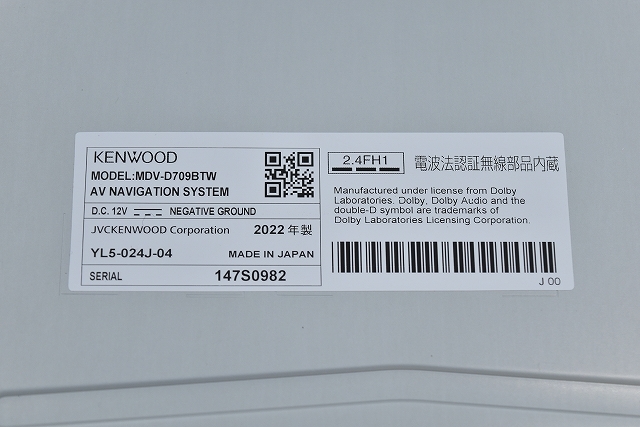 KENWOOD
MODEL:MDV-D709BTW
AV NAVIGATION SYSTEM
D.C. 12V NEGATIVE GROUND
JVCKENWOOD Corporation 2022 年製
YL5-024J-04 MADE IN JAPAN
SERIAL 147S0982
2.4FH1 電波法認証無線部品内蔵
Manufactured under license from Dolby
Laboratories. Dolby, Dolby Audio and the
double-D symbol are trademarks of
Dolby Laboratories Licensing Corporation.
J 00